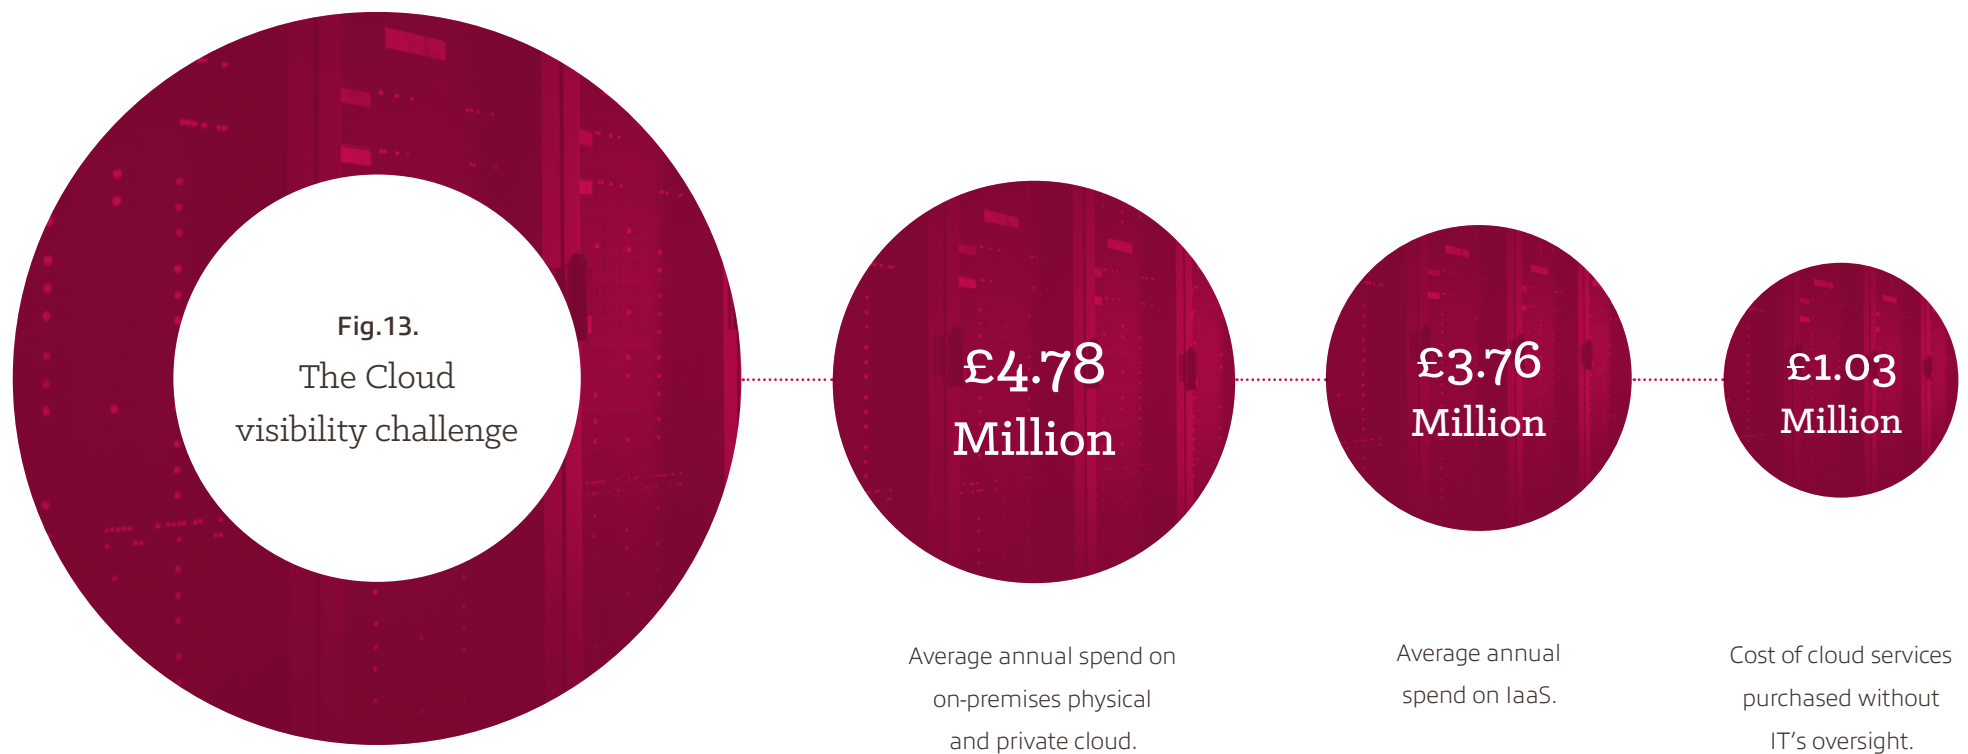 Fig.13.
The Cloud
visibility challenge
£4.78
Million
Average annual spend on
on-premises physical
and private cloud.
£3.76
Million
Average annual
spend on IaaS.
£1.03
Million
Cost of cloud services
purchased without
IT's oversight.